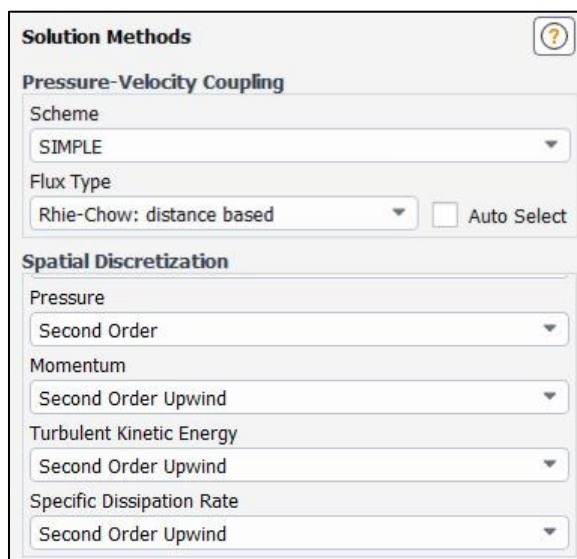 Solution Methods
?
Pressure-Velocity Coupling
Scheme
SIMPLE
Flux Type
Rhie-Chow: distance based Auto Select
Spatial Discretization
Pressure
Second Order
Momentum
Second Order Upwind
Turbulent Kinetic Energy
Second Order Upwind
Specific Dissipation Rate
Second Order Upwind